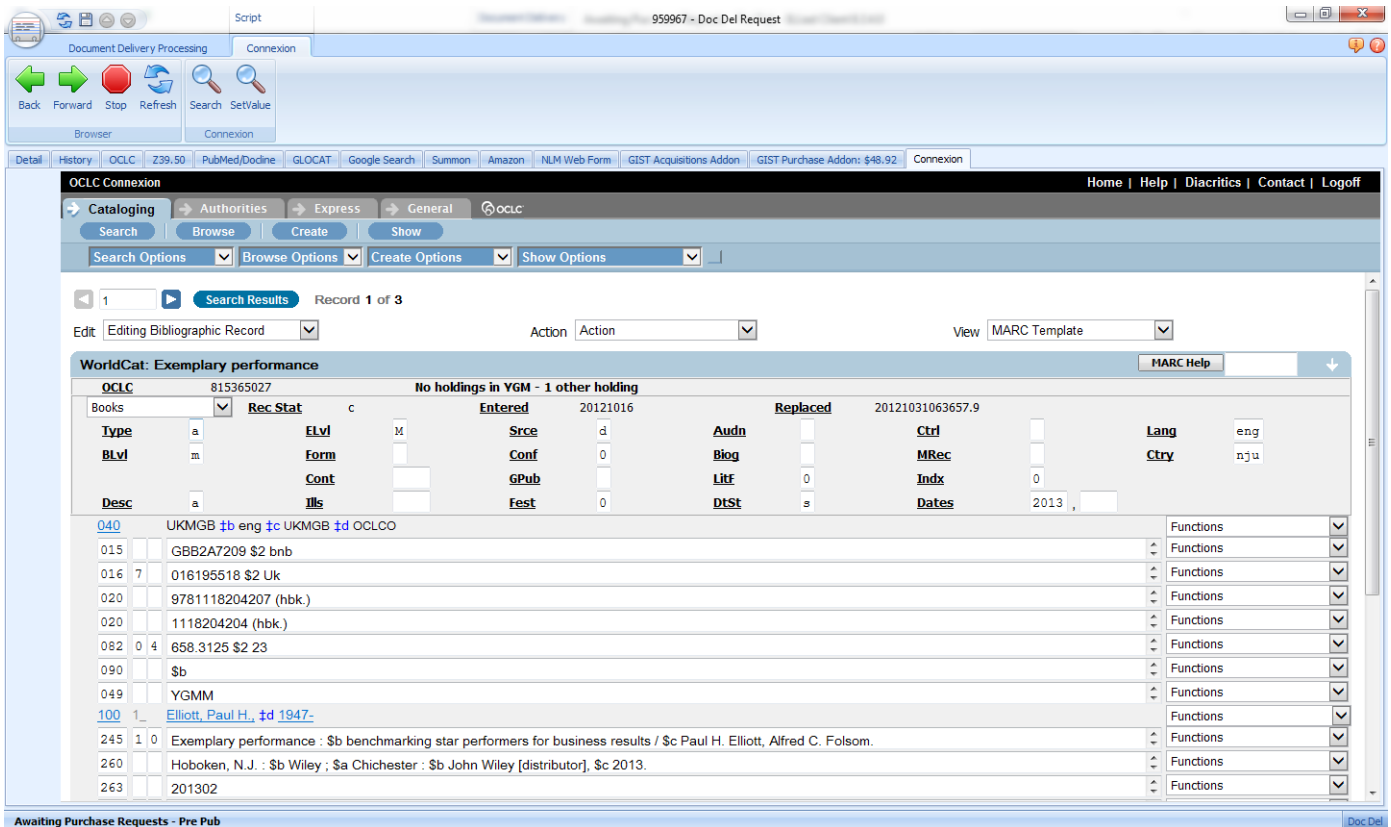 Script
959967 - Doc Del Request
Document Delivery Processing Connexion
Back Forward Stop Refresh Search SetValue
Browser Connexion
Detail History OCLC Z39.50 PubMed/Docline GLOCAT Google Search Summon Amazon NLM Web Form GIST Acquisitions Addon GIST Purchase Addon: $48.92 Connexion
OCLC Connexion Home | Help | Diacritics | Contact | Logoff
Cataloging Authorities Express General OCLC
Search Browse Create Show
Search Options Browse Options Create Options Show Options
1 Search Results Record 1 of 3
Edit Editing Bibliographic Record Action Action View MARC Template
WorldCat: Exemplary performance MARC Help
OCLC 815365027 No holdings in YGM - 1 other holding
Books Rec Stat c Entered 20121016 Replaced 20121031063657.9
Type a ELvl M Srce d Audn Ctrl Lang eng
BLvl m Form Conf 0 Biog MRec Ctry nju
Cont GPub LitF 0 Indx 0
Desc a Ills Fest 0 DtSt s Dates 2013 ,
040 UKMGB ‡b eng ‡c UKMGB ‡d OCLCO Functions
015 GBB2A7209 $2 bnb Functions
016 7 016195518 $2 Uk Functions
020 9781118204207 (hbk.) Functions
020 1118204204 (hbk.) Functions
082 0 4 658.3125 $2 23 Functions
090 $b Functions
049 YGMM Functions
100 1_ Elliott, Paul H., ‡d 1947- Functions
245 1 0 Exemplary performance : $b benchmarking star performers for business results / $c Paul H. Elliott, Alfred C. Folsom. Functions
260 Hoboken, N.J. : $b Wiley ; $a Chichester : $b John Wiley [distributor], $c 2013. Functions
263 201302 Functions
Awaiting Purchase Requests - Pre Pub Doc Del